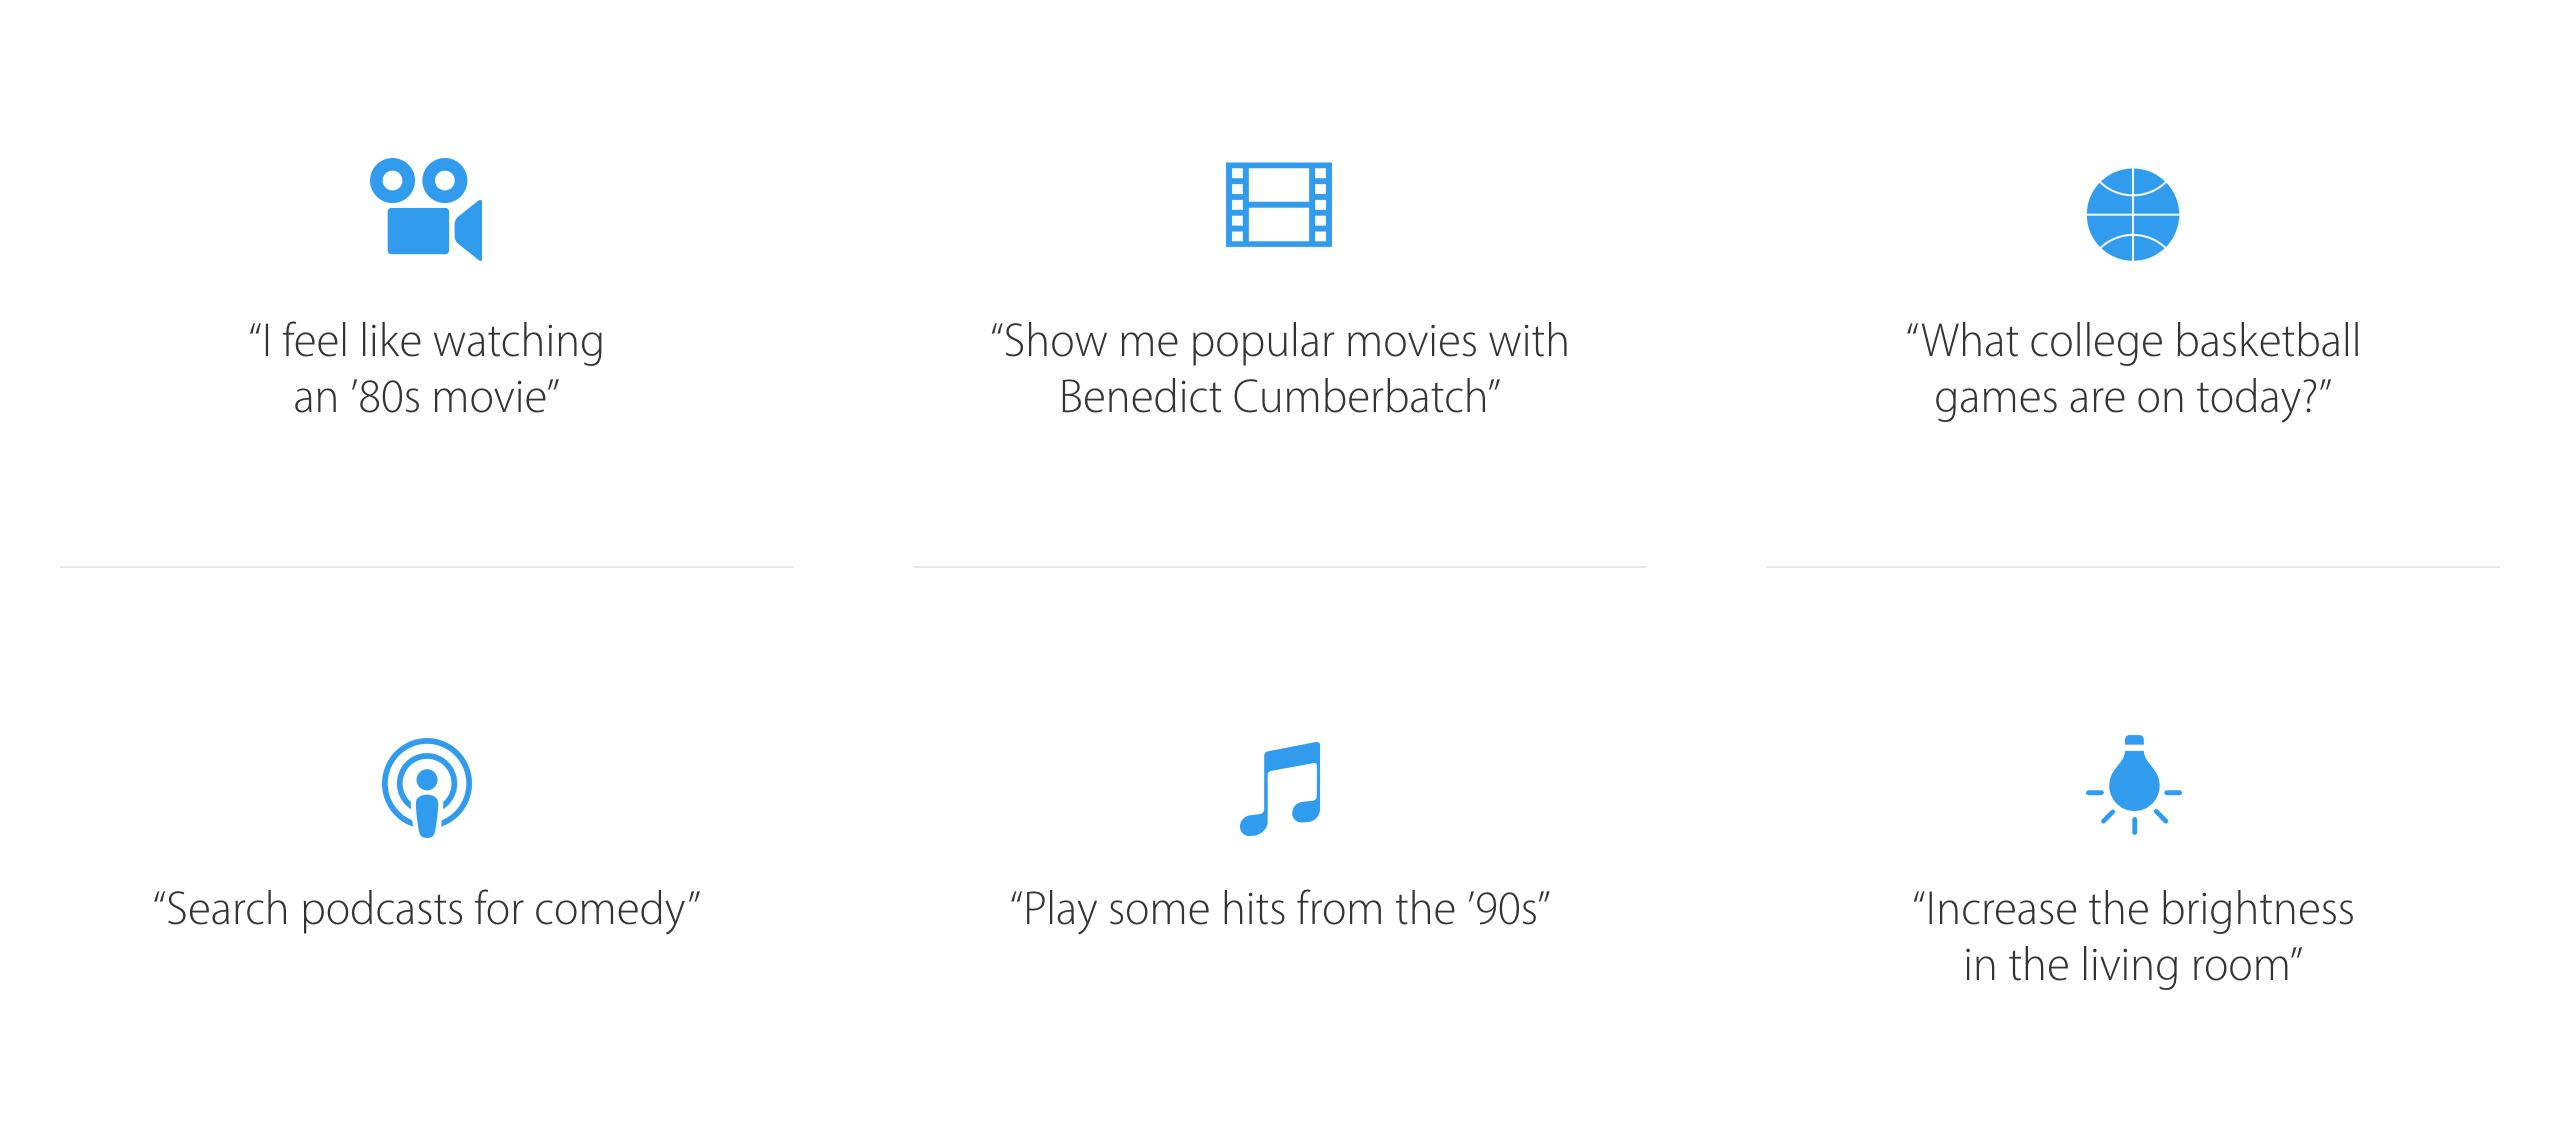 “I feel like watching
an ’80s movie”
“Show me popular movies with
Benedict Cumberbatch”
“What college basketball
games are on today?”
“Search podcasts for comedy”
“Play some hits from the ’90s”
“Increase the brightness
in the living room”